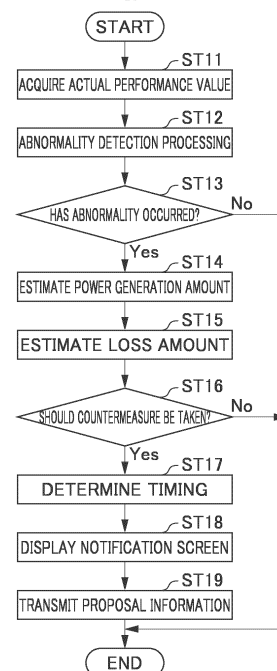 START
ST11
ACQUIRE ACTUAL PERFORMANCE VALUE
ST12
ABNORMALITY DETECTION PROCESSING
ST13
HAS ABNORMALITY OCCURRED?
No
Yes
ST14
ESTIMATE POWER GENERATION AMOUNT
ST15
ESTIMATE LOSS AMOUNT
ST16
SHOULD COUNTERMEASURE BE TAKEN?
No
Yes
ST17
DETERMINE TIMING
ST18
DISPLAY NOTIFICATION SCREEN
ST19
TRANSMIT PROPOSAL INFORMATION
END